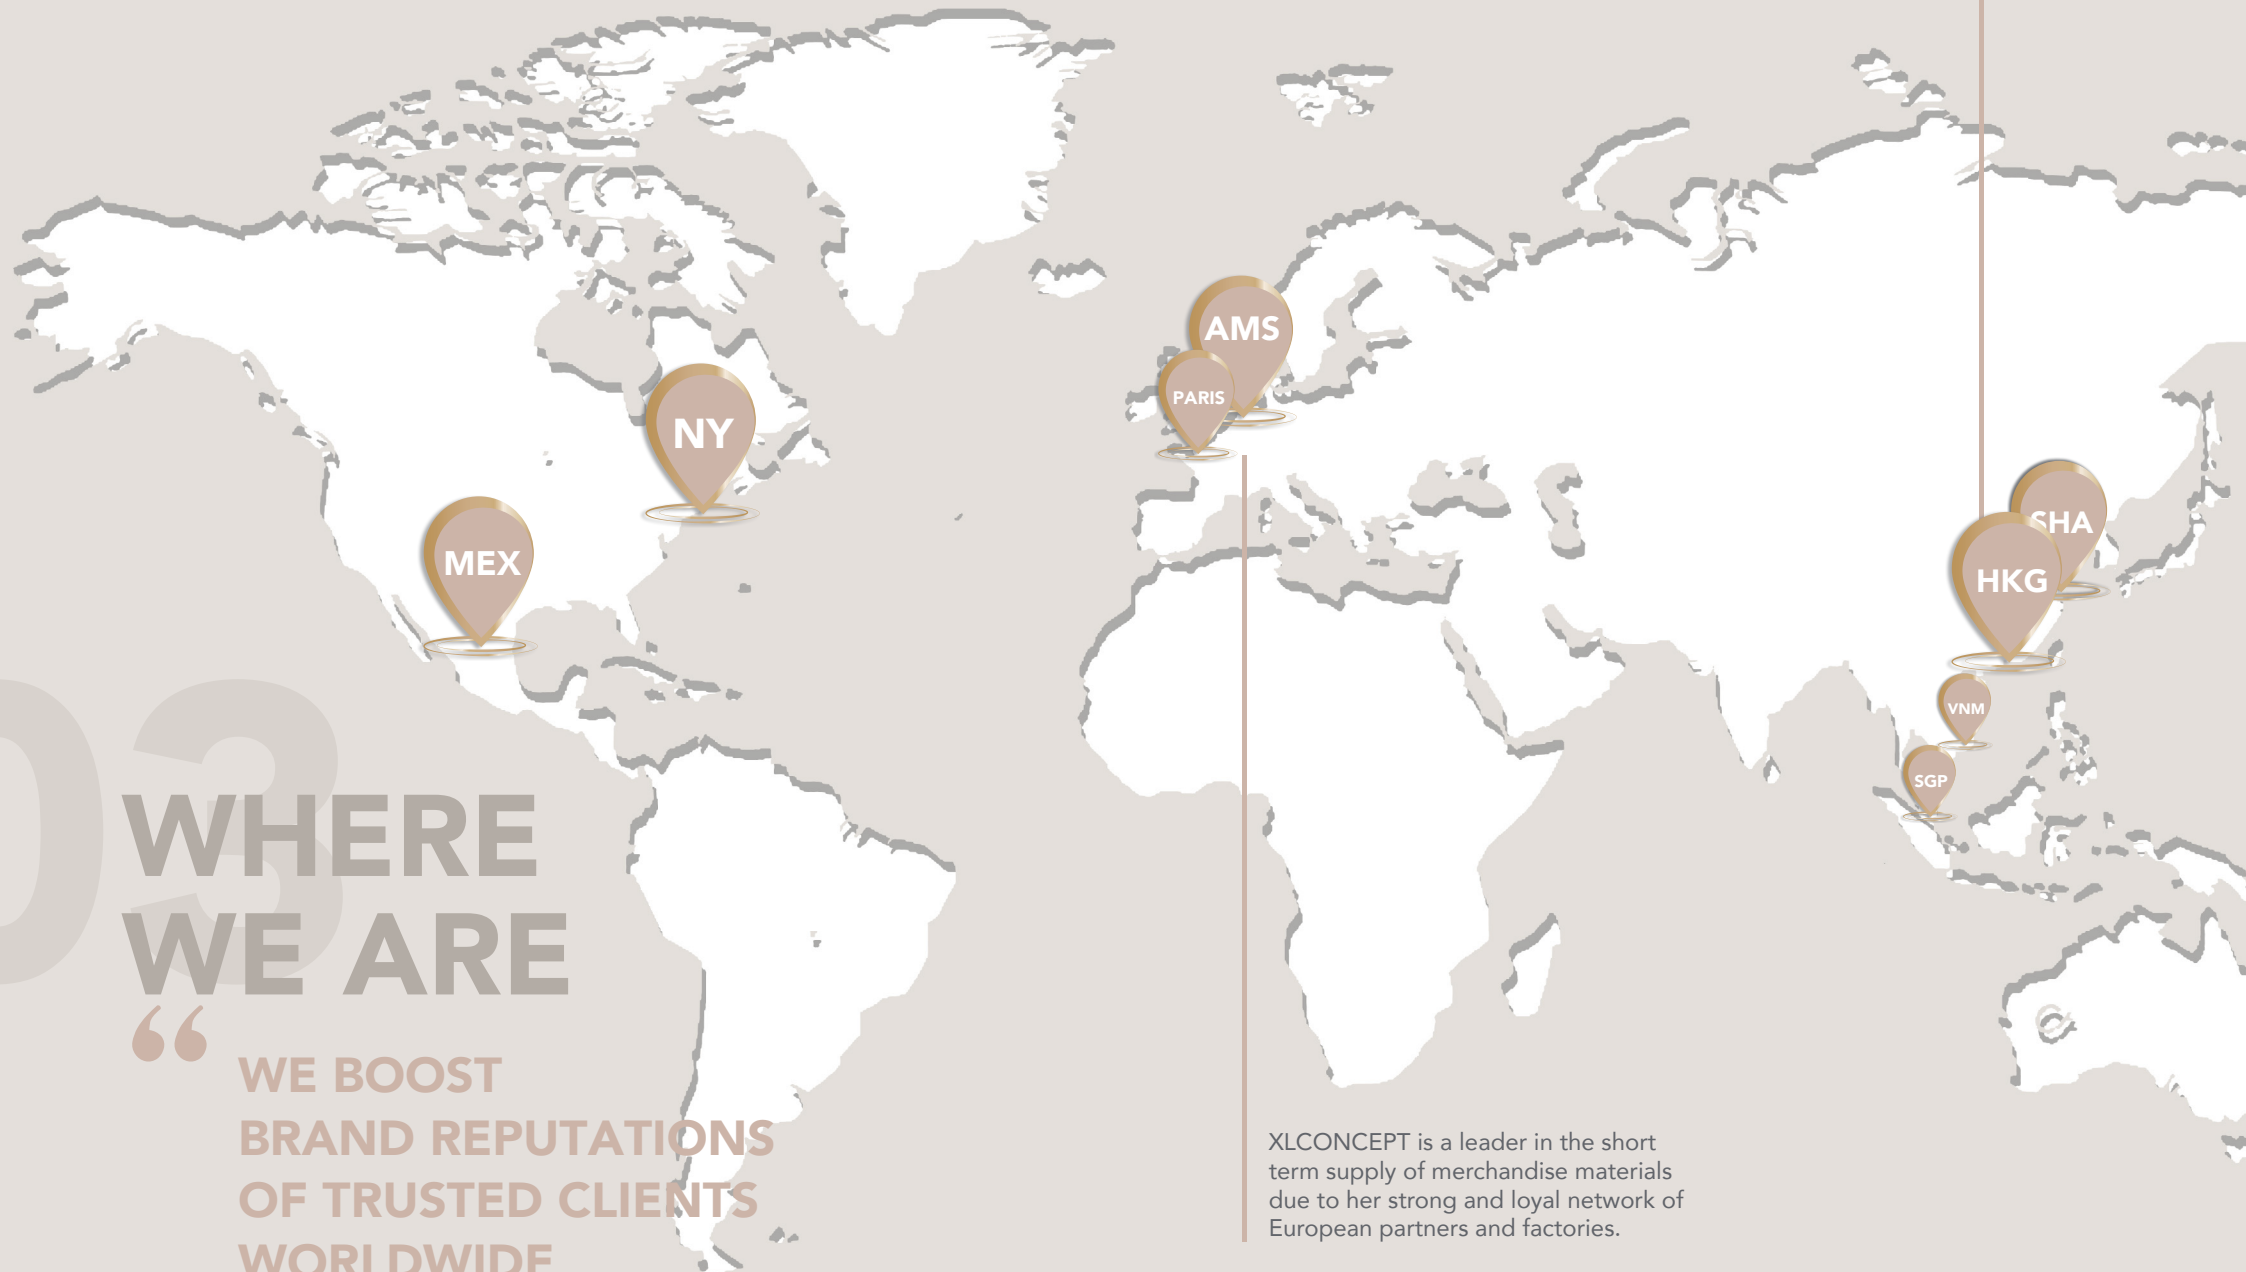 AMS
PARIS
NY
SHA
MEX
HKG
VNM
SGP
03
WHERE
WE ARE
“
WE BOOST
BRAND REPUTATIONS
OF TRUSTED CLIENTS
WORLDWIDE
XLCONCEPT is a leader in the short
term supply of merchandise materials
due to her strong and loyal network of
European partners and factories.